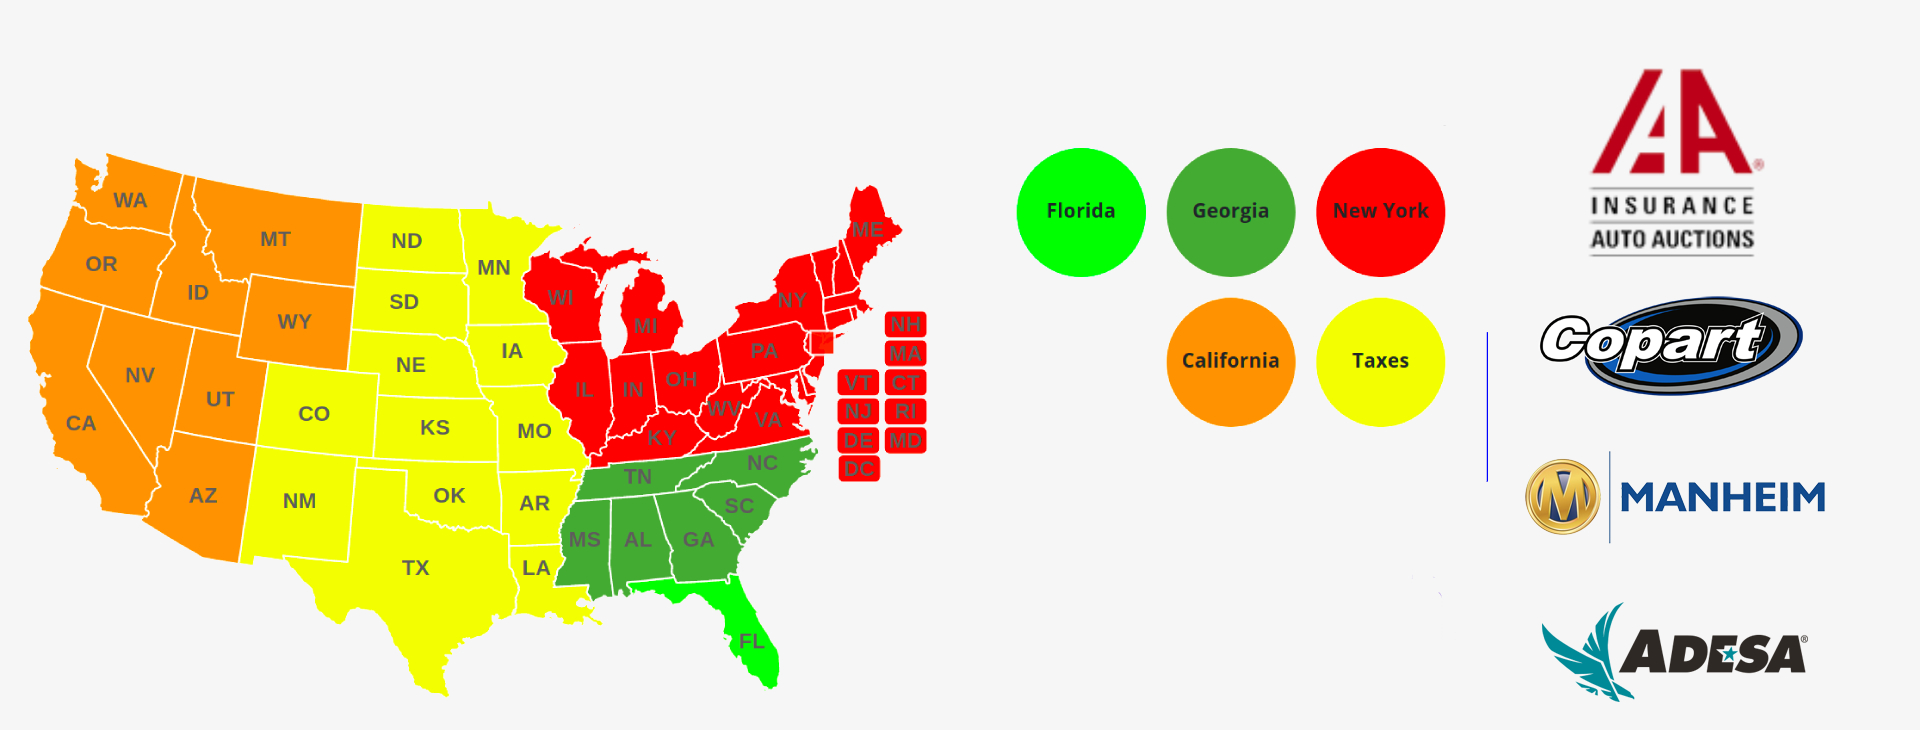 WA
MT
ND
MN
OR
ID
WY
SD
WI
MI
NY
ME
NV
UT
CO
NE
IA
IL
IN
OH
PA
CA
AZ
NM
KS
MO
KY
WV
VA
OK
AR
TN
NC
SC
TX
LA
MS
AL
GA
FL
NH
MA
VT CT
NJ RI
DE MD
DC
Florida
Georgia
New York
California
Taxes
IAA®
INSURANCE
AUTO AUCTIONS
Copart
M MANHEIM
ADESA®